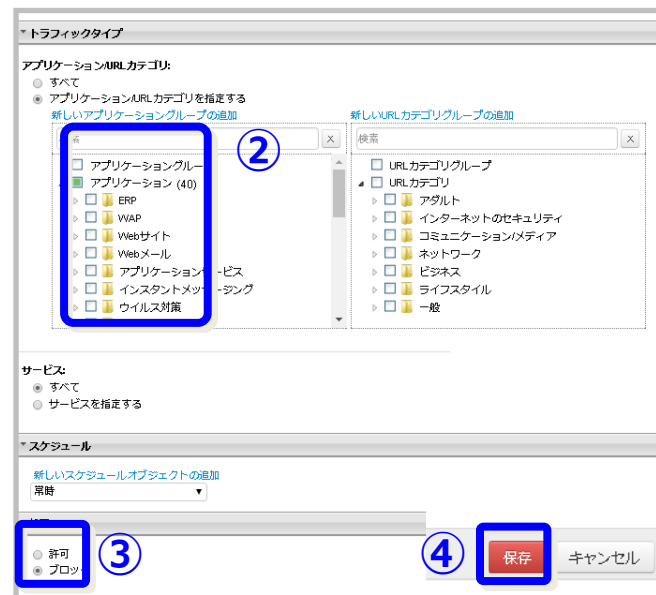 トラフィックタイプ
アプリケーション/URLカテゴリ:
すべて
アプリケーション/URLカテゴリを指定する
新しいアプリケーショングループの追加
新しいURLカテゴリグループの追加
索
x
検索
x
②
アプリケーショングルー
アプリケーション (40)
ERP
WAP
Webサイト
Webメール
アプリケーションサービス
インスタントメッセージング
ウイルス対策
URLカテゴリグループ
URLカテゴリ
アダルト
インターネットのセキュリティ
コミュニケーション/メディア
ネットワーク
ビジネス
ライフスタイル
一般
サービス:
すべて
サービスを指定する
スケジュール
新しいスケジュールオブジェクトの追加
常時
許可
ブロッ
③
④
保存
キャンセル